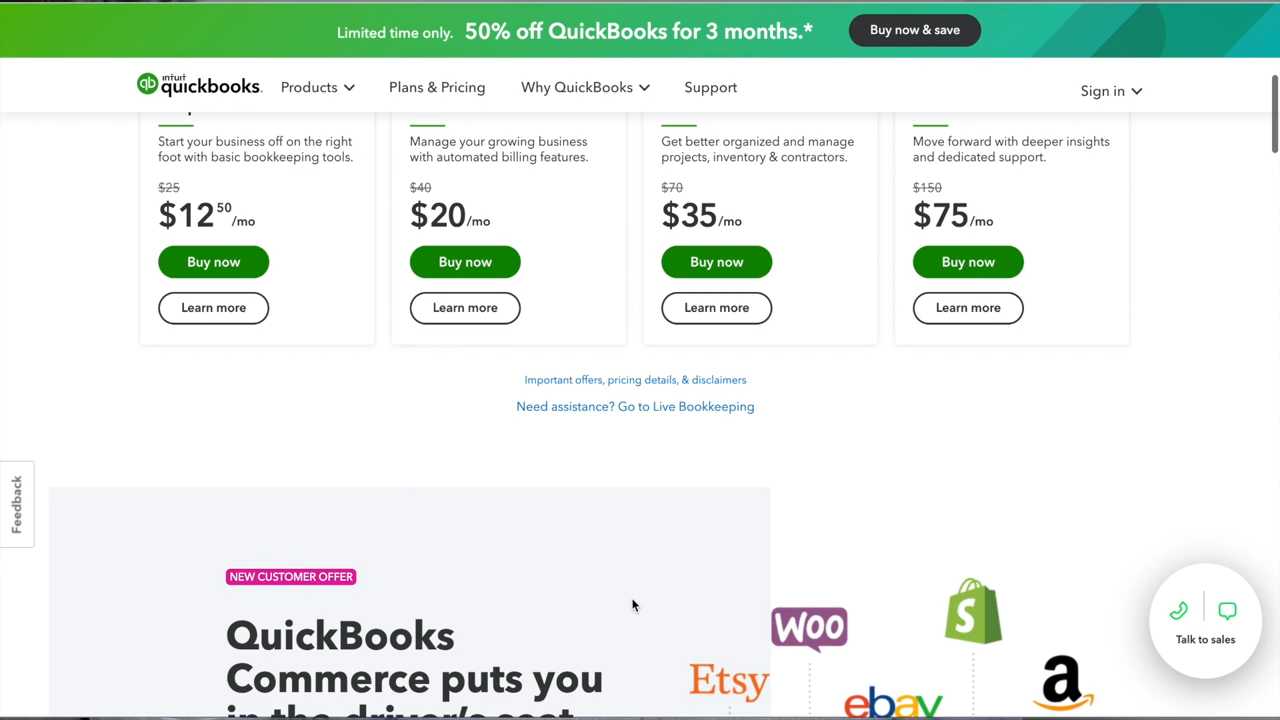 Limited time only. 50% off QuickBooks for 3 months.* Buy now & save
intuit quickbooks. Products Plans & Pricing Why QuickBooks Support Sign in
Start your business off on the right
foot with basic bookkeeping tools.
$25
$12 50 /mo
Buy now
Learn more
Manage your growing business
with automated billing features.
$40
$20/mo
Buy now
Learn more
Get better organized and manage
projects, inventory & contractors.
$70
$35/mo
Buy now
Learn more
Move forward with deeper insights
and dedicated support.
$150
$75/mo
Buy now
Learn more
Important offers, pricing details, & disclaimers
Need assistance? Go to Live Bookkeeping
Feedback
NEW CUSTOMER OFFER
QuickBooks
Commerce puts you
in the driver's seat
WOO
S
Etsy
ebay
a
Talk to sales